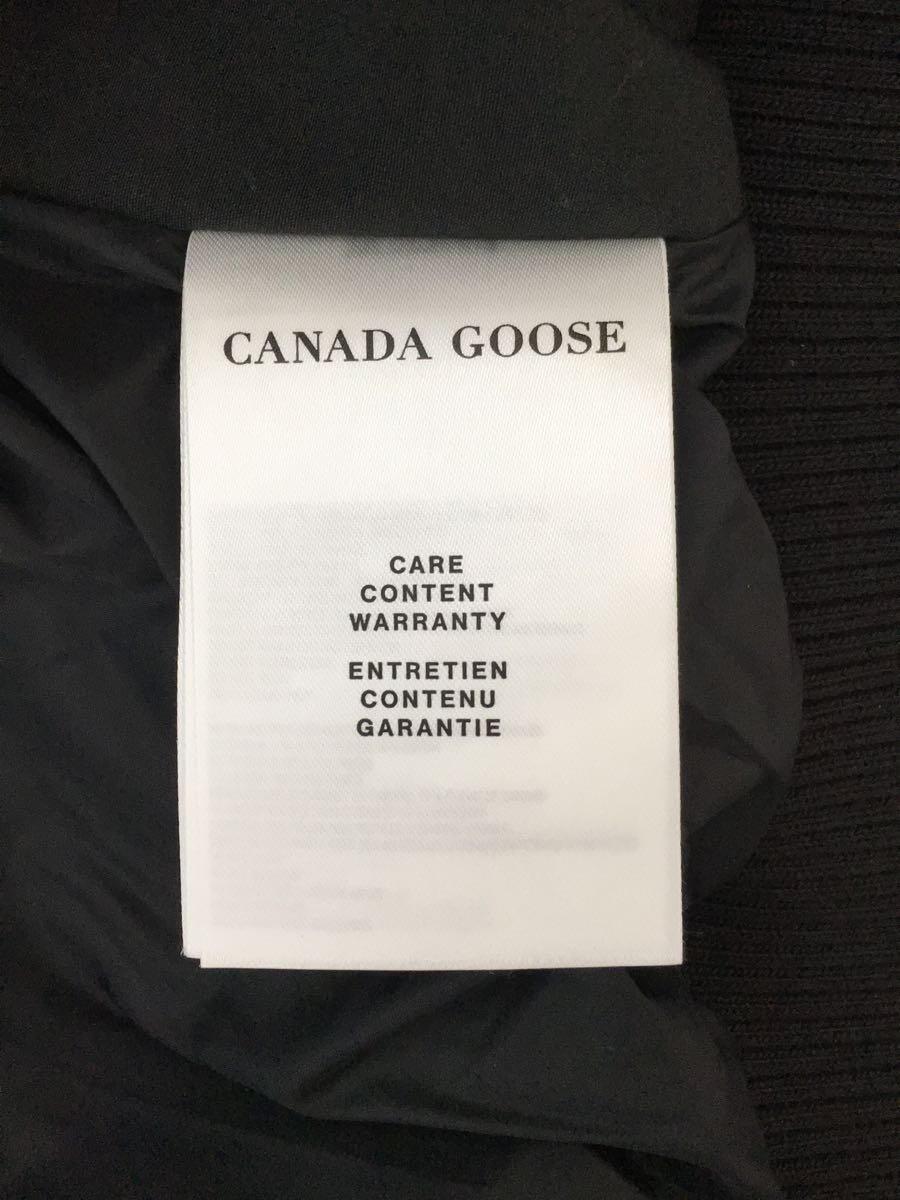 CANADA GOOSE
CARE
CONTENT
WARRANTY
ENTRETIEN
CONTENU
GARANTIE